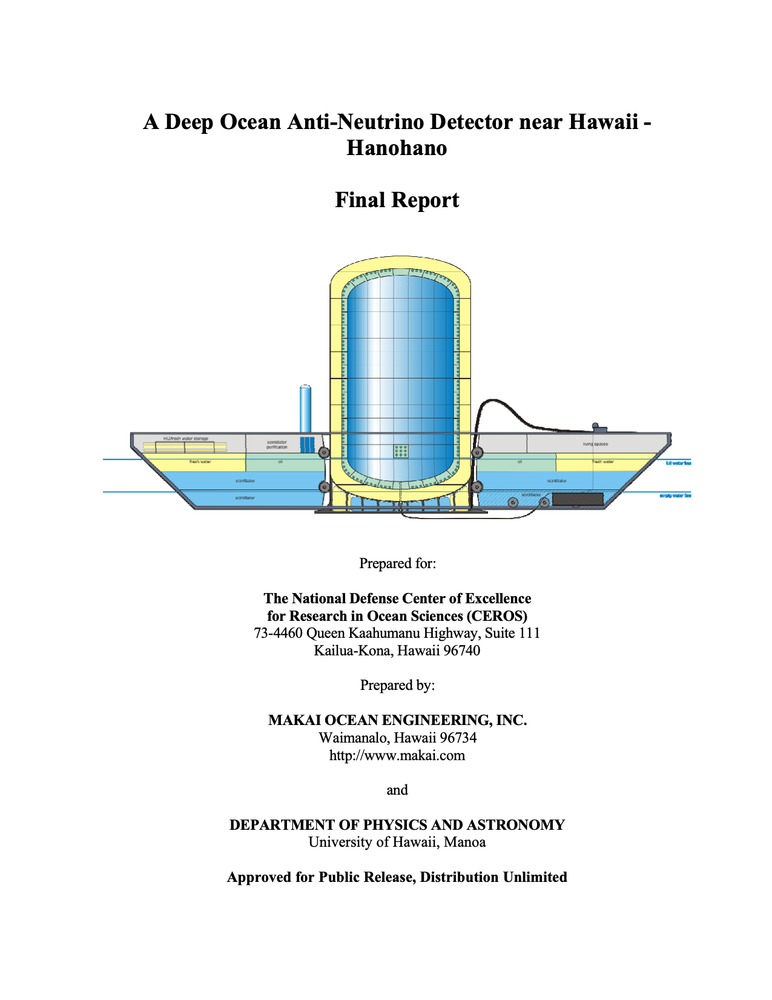 A Deep Ocean Anti-Neutrino Detector near Hawaii -
Hanohano
Final Report
RO/fresh water storage
scintillator
purification
living spaces
fresh water
oil
oil
fresh water
full water line
scintillator
scintillator
scintillator
scintillator
empty water line
Prepared for:
The National Defense Center of Excellence
for Research in Ocean Sciences (CEROS)
73-4460 Queen Kaahumanu Highway, Suite 111
Kailua-Kona, Hawaii 96740
Prepared by:
MAKAI OCEAN ENGINEERING, INC.
Waimanalo, Hawaii 96734
http://www.makai.com
and
DEPARTMENT OF PHYSICS AND ASTRONOMY
University of Hawaii, Manoa
Approved for Public Release, Distribution Unlimited